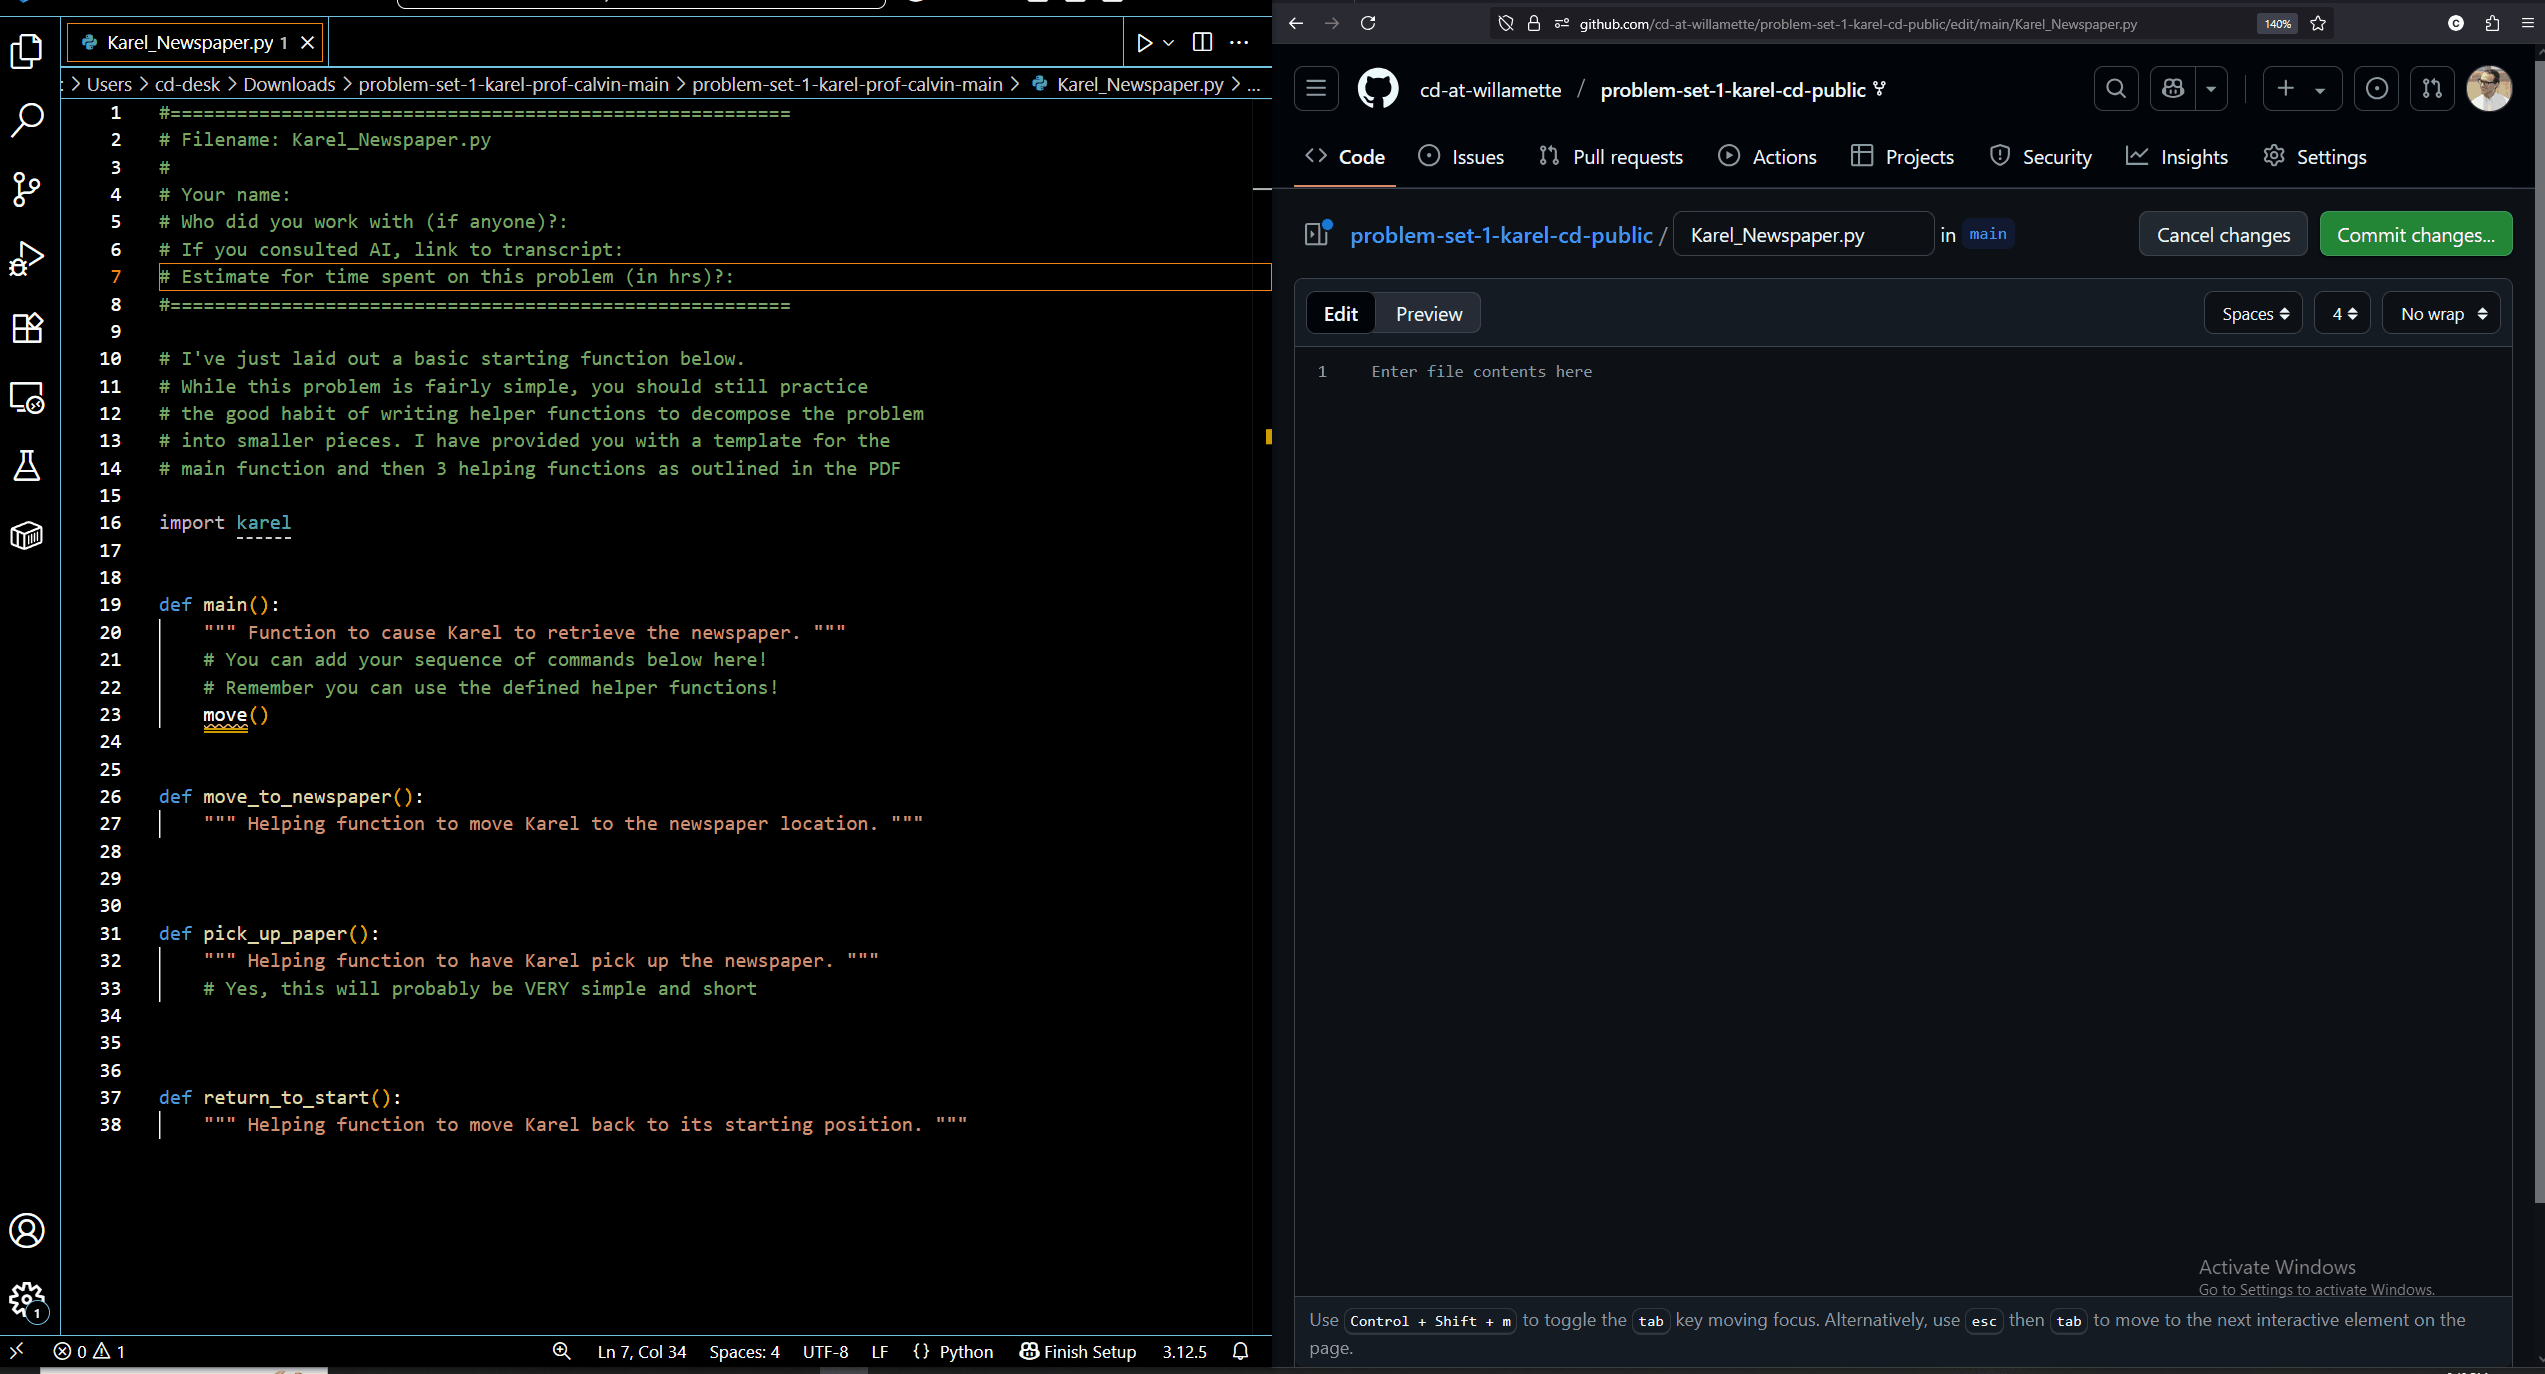 Karel_Newspaper.py 1
Users > cd-desk > Downloads > problem-set-1-karel-prof-calvin-main > problem-set-1-karel-prof-calvin-main > Karel_Newspaper.py > ...
1 #========================================================
2 # Filename: Karel_Newspaper.py
3 #
4 # Your name:
5 # Who did you work with (if anyone)?:
6 # If you consulted AI, link to transcript:
7 # Estimate for time spent on this problem (in hrs)?:
8 #========================================================
9
10 # I've just laid out a basic starting function below.
11 # While this problem is fairly simple, you should still practice
12 # the good habit of writing helper functions to decompose the problem
13 # into smaller pieces. I have provided you with a template for the
14 # main function and then 3 helping functions as outlined in the PDF
15
16 import karel
17
18
19 def main():
20 """ Function to cause Karel to retrieve the newspaper. """
21 # You can add your sequence of commands below here!
22 # Remember you can use the defined helper functions!
23 move()
24
25
26 def move_to_newspaper():
27 """ Helping function to move Karel to the newspaper location. """
28
29
30
31 def pick_up_paper():
32 """ Helping function to have Karel pick up the newspaper. """
33 # Yes, this will probably be VERY simple and short
34
35
36
37 def return_to_start():
38 """ Helping function to move Karel back to its starting position. """
1
0 1 Ln 7, Col 34 Spaces: 4 UTF-8 LF {} Python Finish Setup 3.12.5
github.com/cd-at-willamette/problem-set-1-karel-cd-public/edit/main/Karel_Newspaper.py 140% C
cd-at-willamette / problem-set-1-karel-cd-public
Code Issues Pull requests Actions Projects Security Insights Settings
problem-set-1-karel-cd-public / Karel_Newspaper.py in main Cancel changes Commit changes...
Edit Preview Spaces 4 No wrap
1 Enter file contents here
Activate Windows
Go to Settings to activate Windows.
Use Control + Shift + m to toggle the tab key moving focus. Alternatively, use esc then tab to move to the next interactive element on the
page.